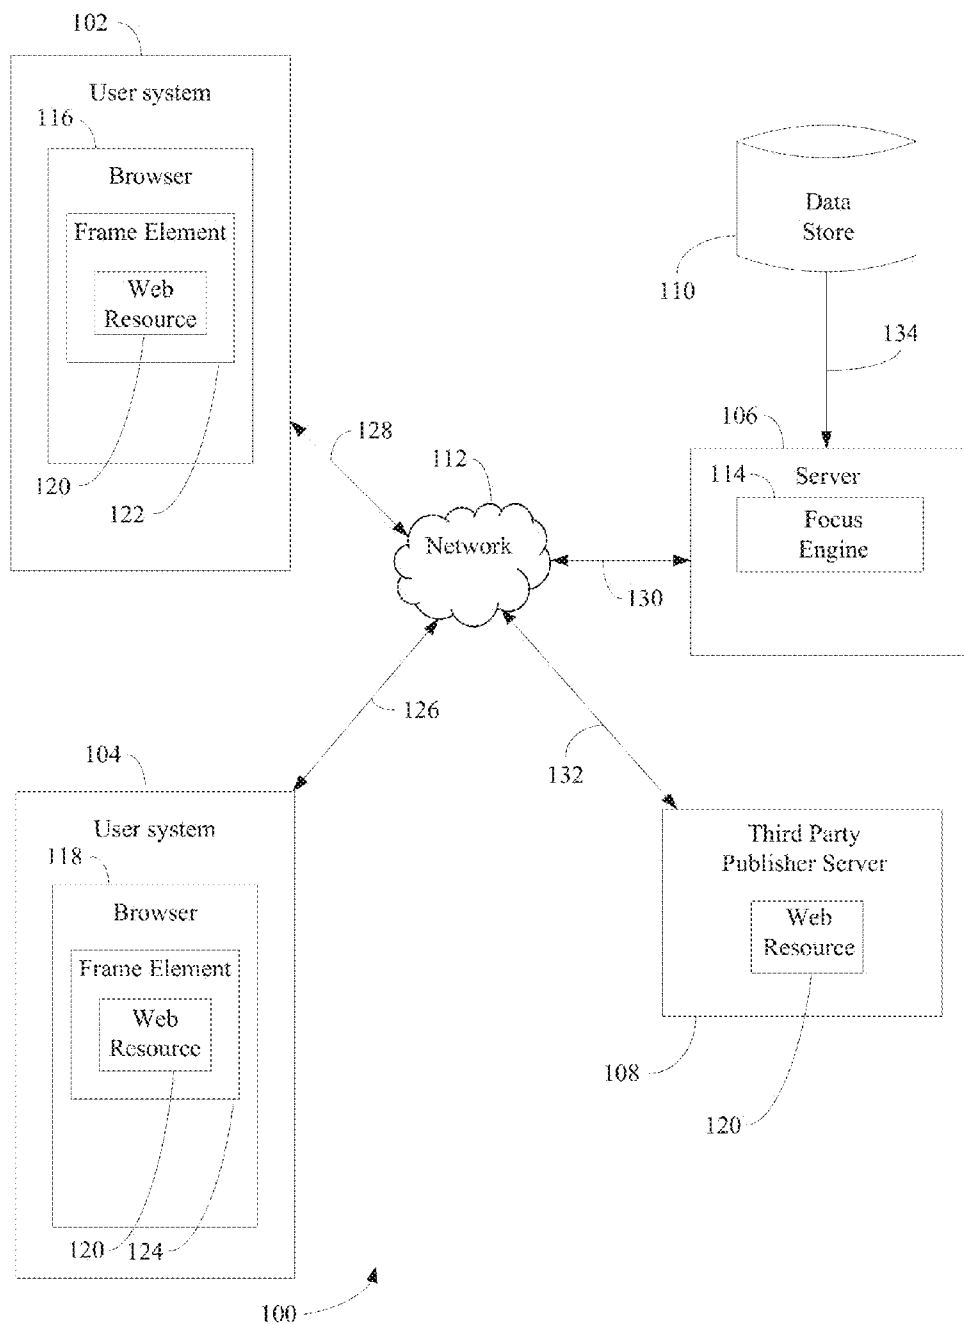 102
User system
116
Browser
Frame Element
Web
Resource
120
122
128
112
Network
130
110
Data
Store
134
106
Server
114
Focus
Engine
126
132
104
User system
118
Browser
Frame Element
Web
Resource
120
124
Third Party
Publisher Server
Web
Resource
108
120
100